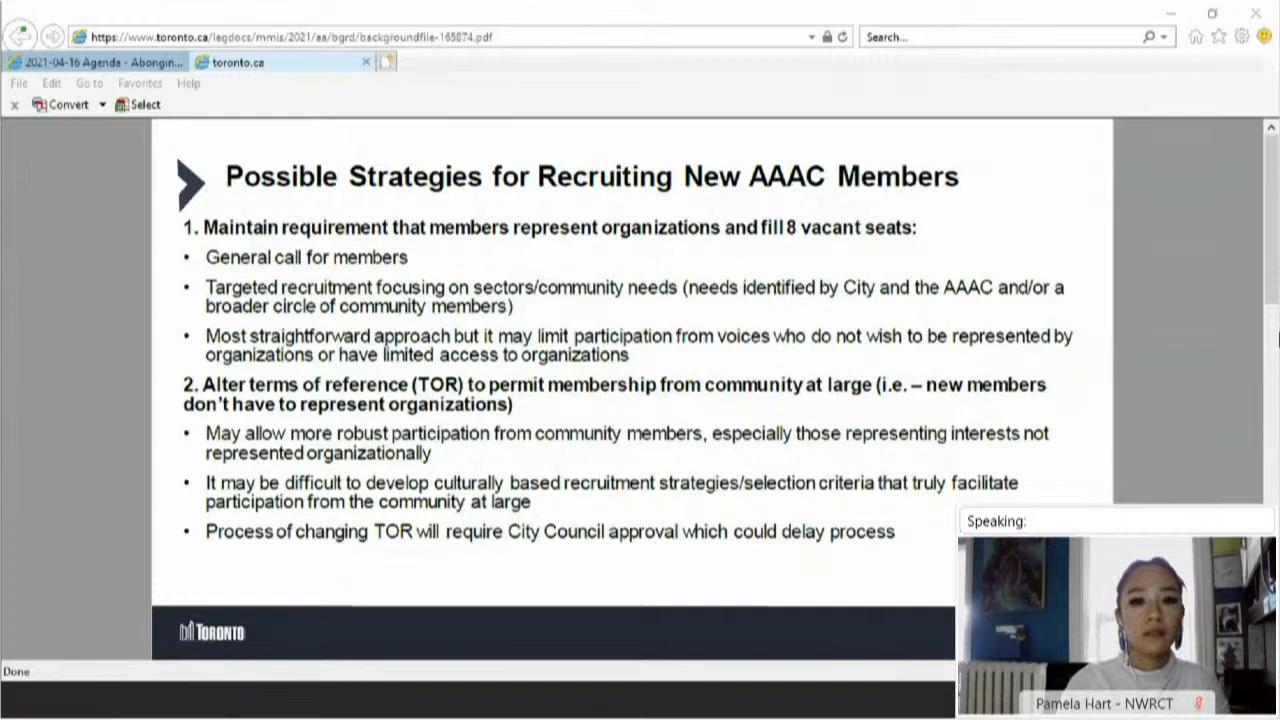 https://www.toronto.ca/legdocs/mmis/2021/aa/bgrd/backgroundfile-165874.pdf
Search...
2021-04-16 Agenda - Abongin...
toronto.ca
File Edit Go to Favorites Help
x Convert Select
Possible Strategies for Recruiting New AAAC Members
1. Maintain requirement that members represent organizations and fill 8 vacant seats:
• General call for members
• Targeted recruitment focusing on sectors/community needs (needs identified by City and the AAAC and/or a
broader circle of community members)
• Most straightforward approach but it may limit participation from voices who do not wish to be represented by
organizations or have limited access to organizations
2. Alter terms of reference (TOR) to permit membership from community at large (i.e. – new members
don't have to represent organizations)
• May allow more robust participation from community members, especially those representing interests not
represented organizationally
• It may be difficult to develop culturally based recruitment strategies/selection criteria that truly facilitate
participation from the community at large
• Process of changing TOR will require City Council approval which could delay process
Speaking:
TORONTO
Done
Pamela Hart - NWRCT